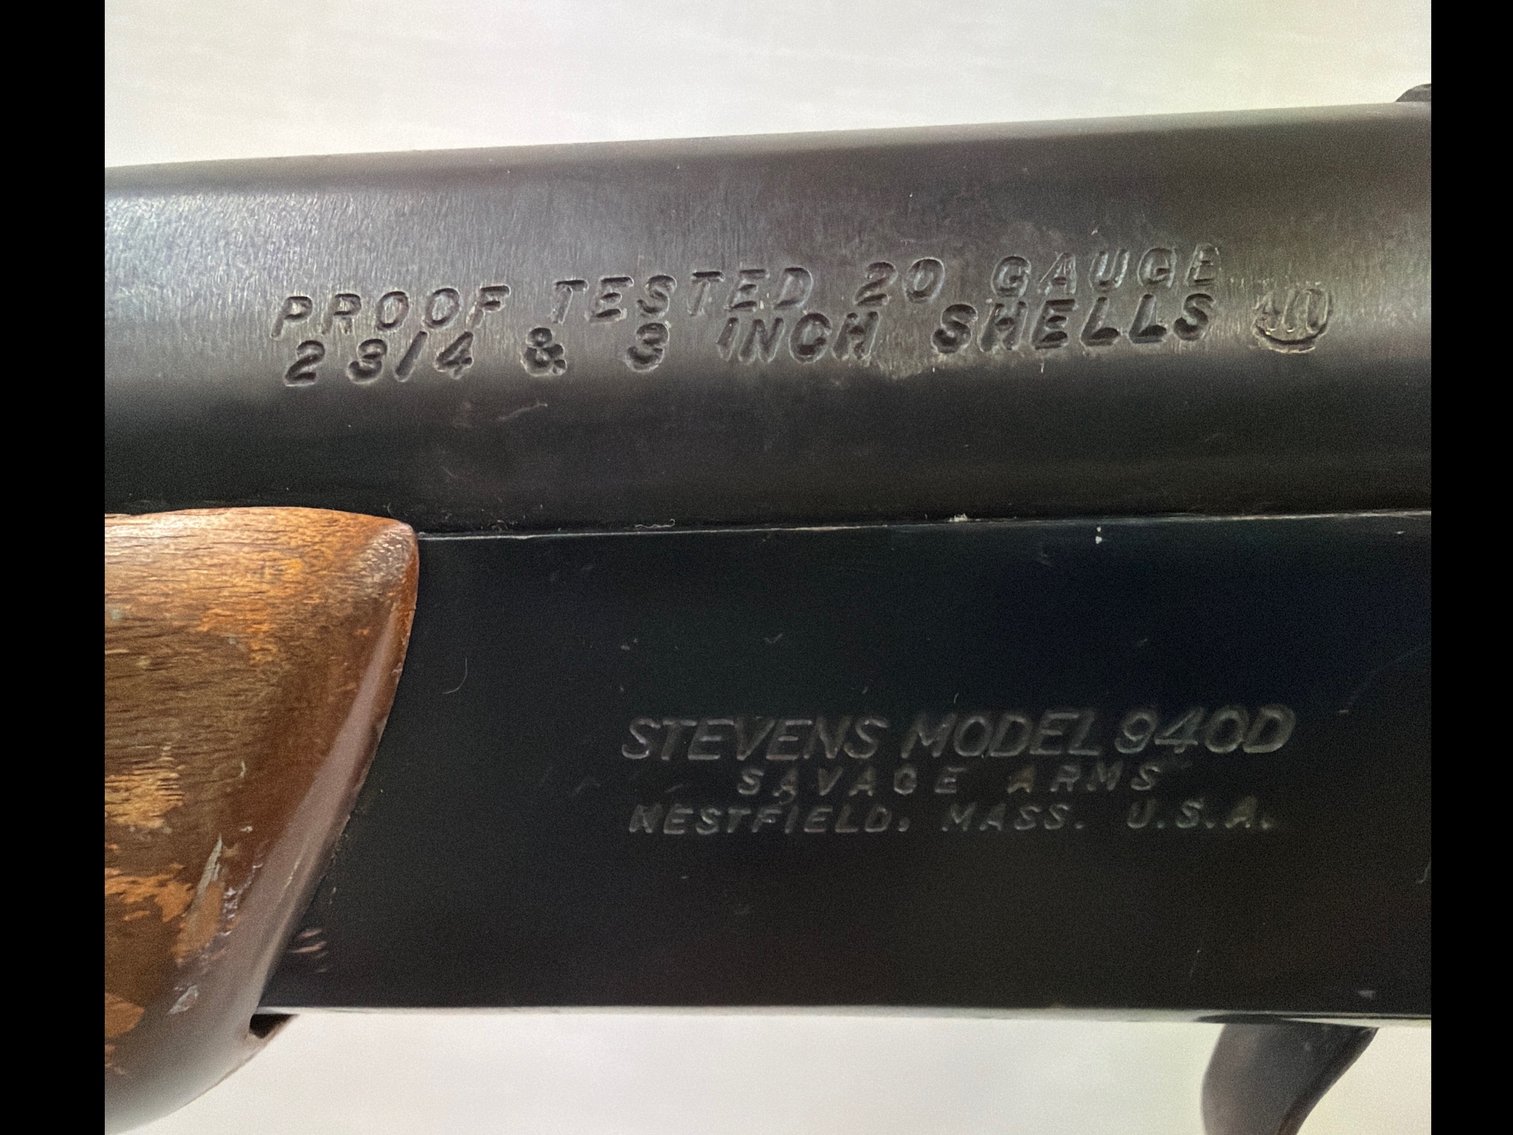 PROOF TESTED 20 GAUGE
2 3/4 & 3 INCH SHELLS
STEVENS MODEL 940D
SAVAGE ARMS
WESTFIELD, MASS. U.S.A.